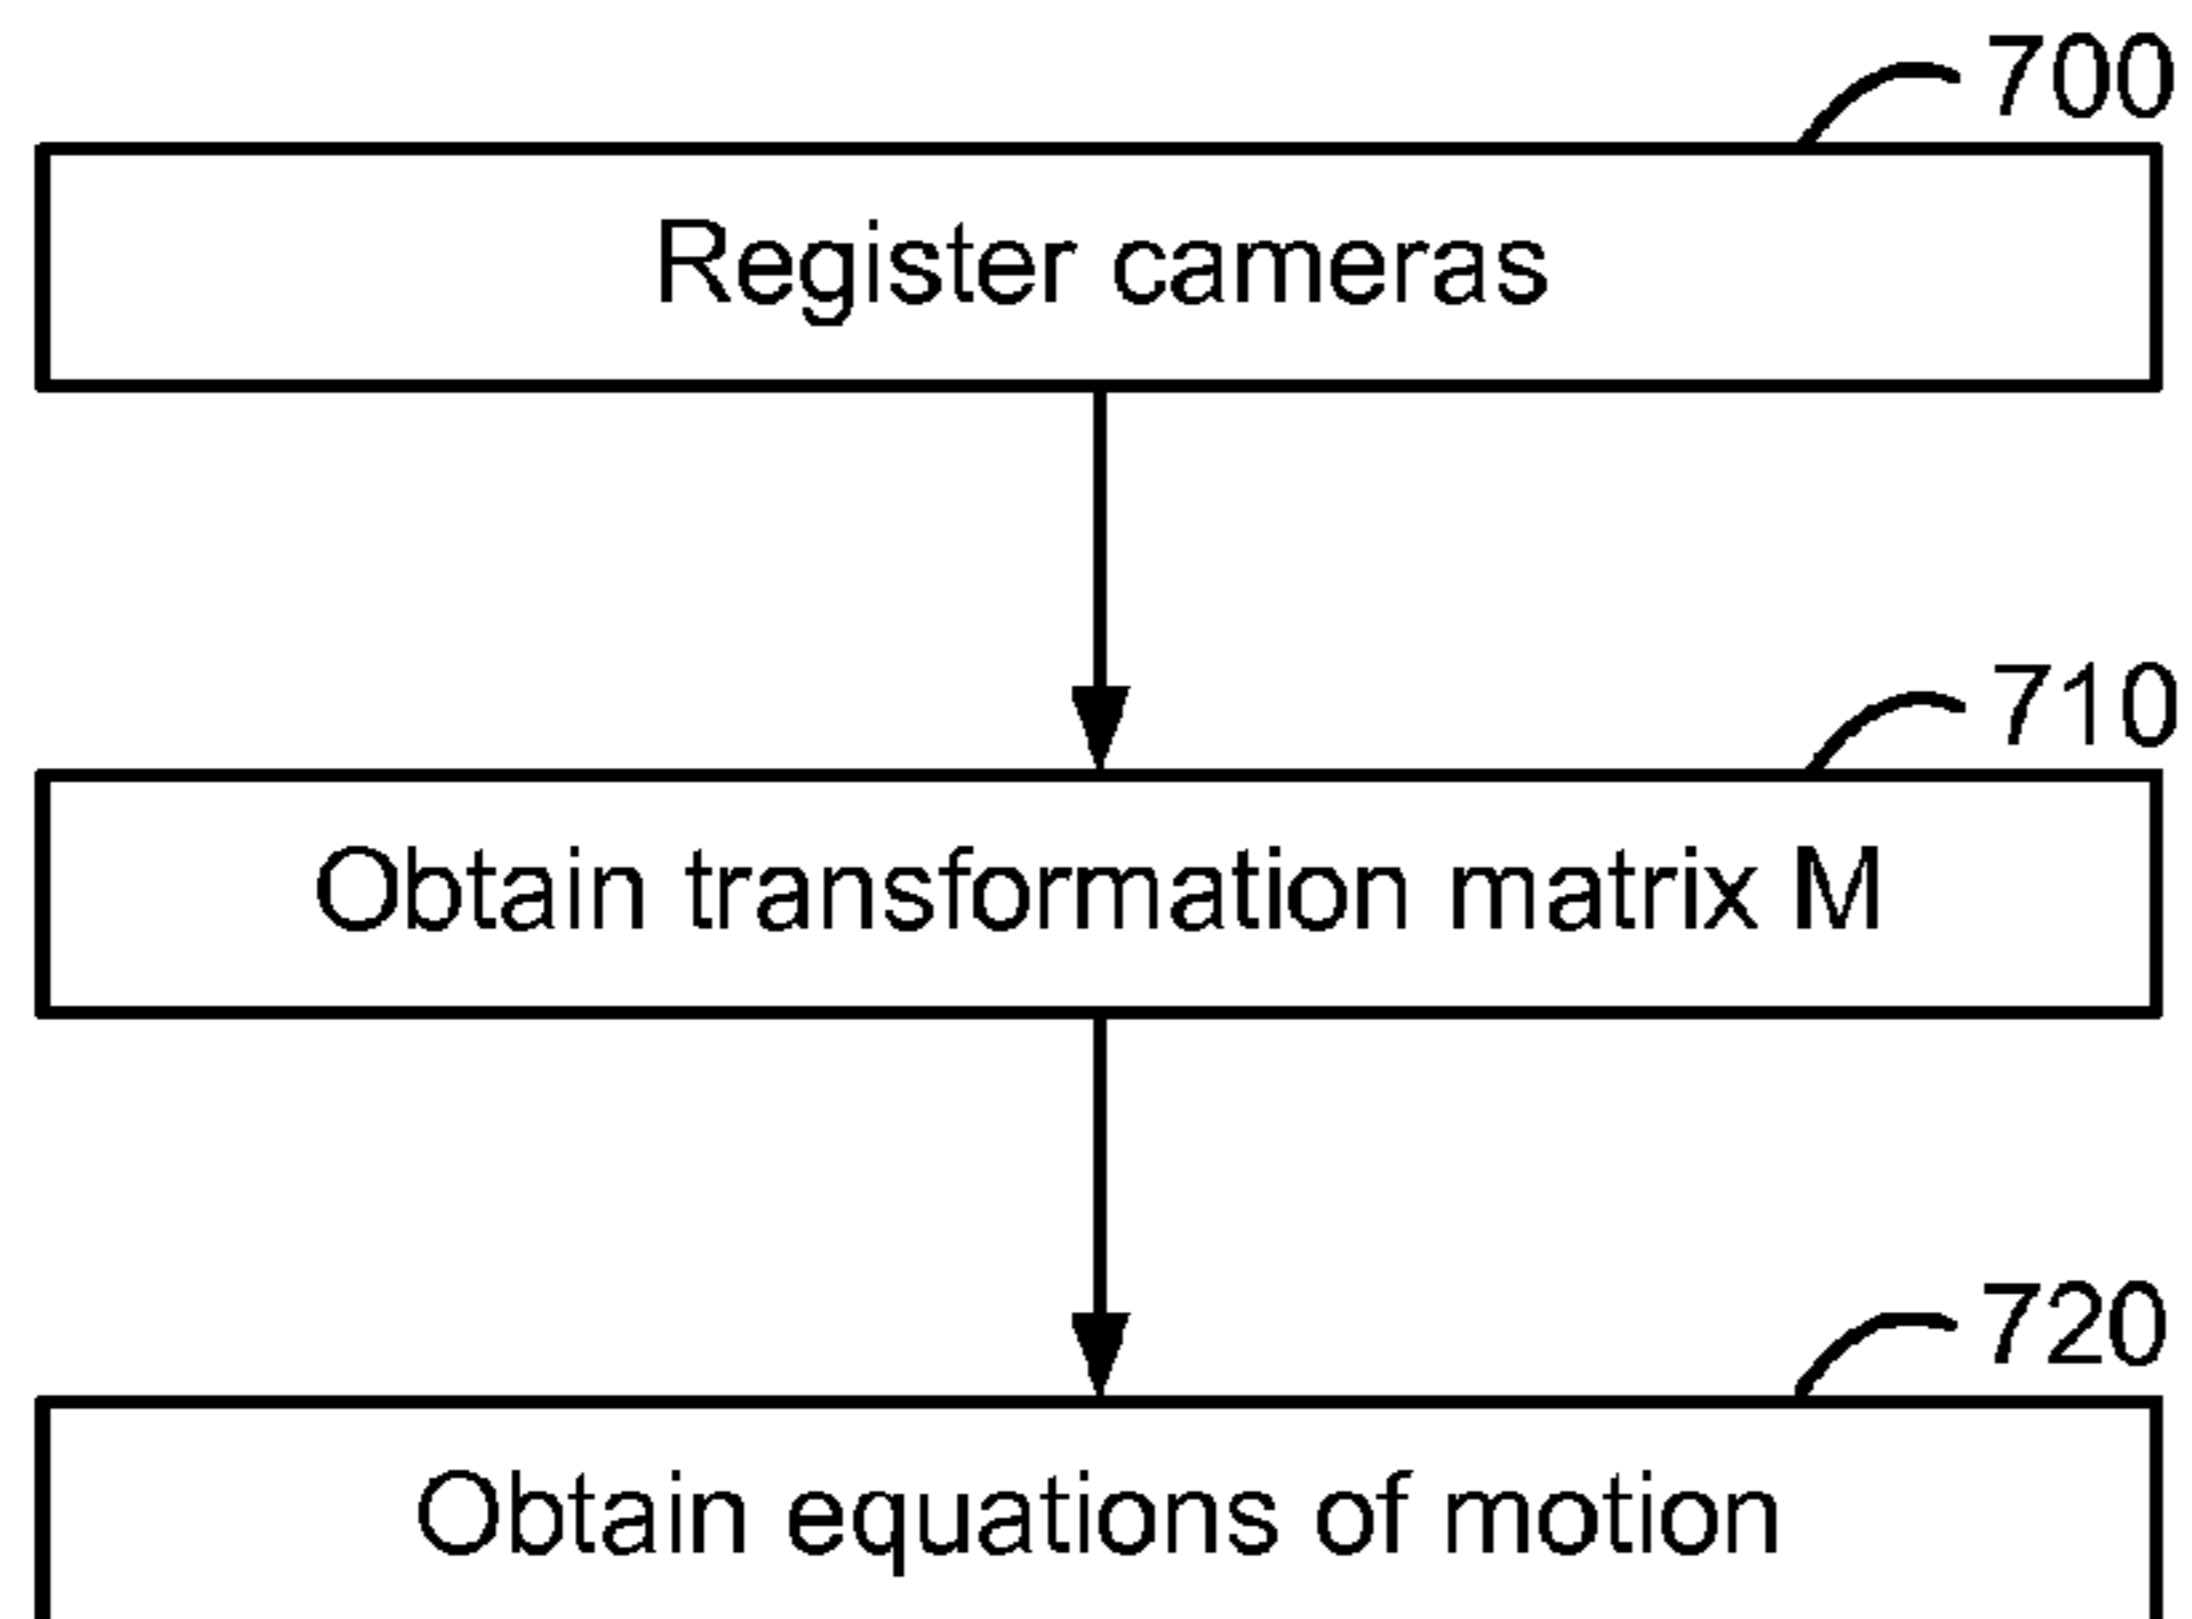 700
Register cameras
710
Obtain transformation matrix M
720
Obtain equations of motion